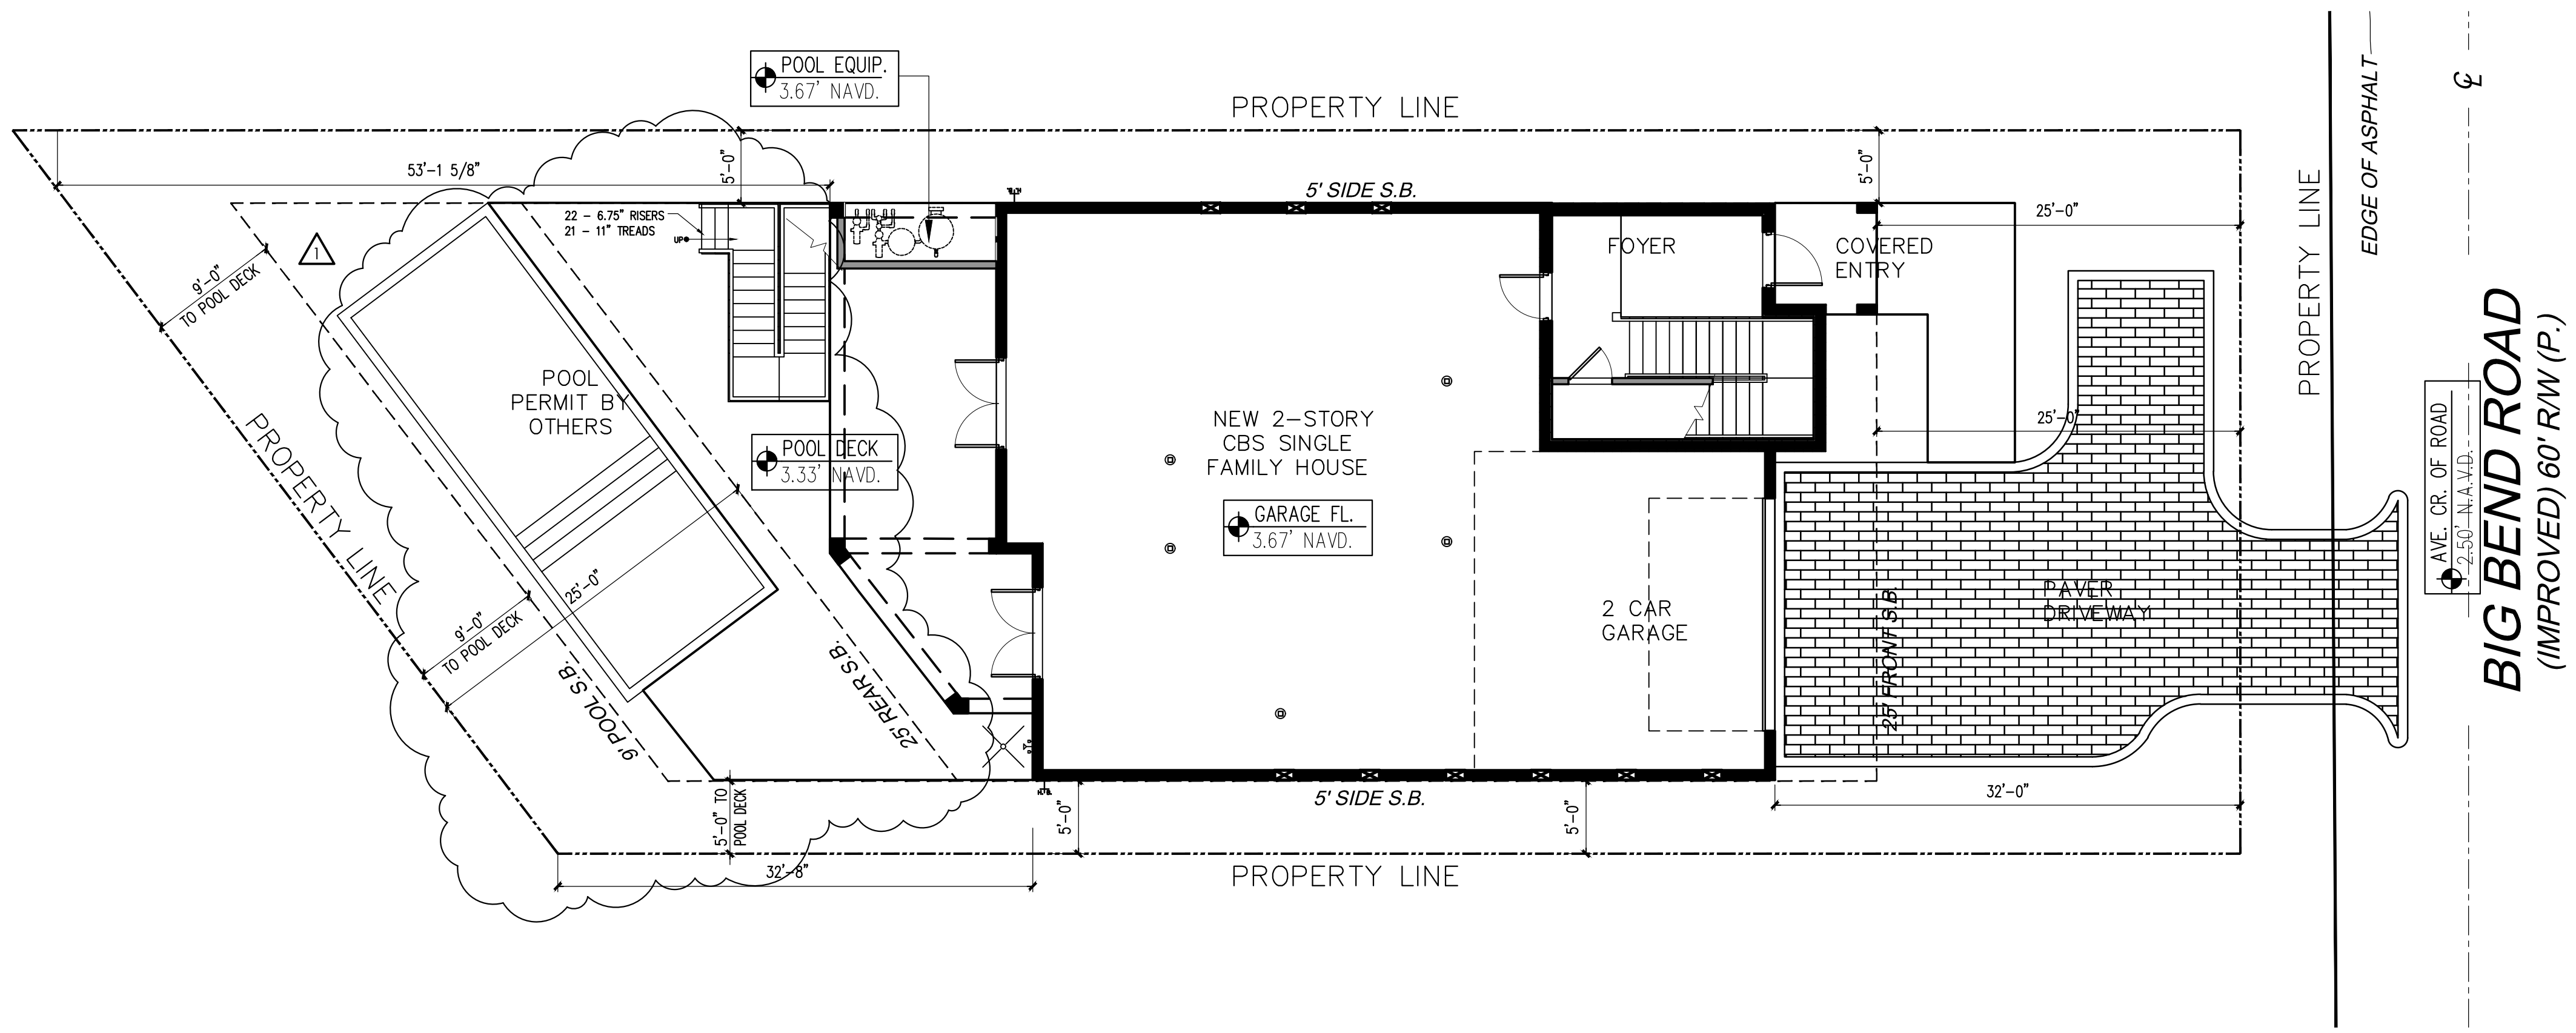 POOL EQUIP.
3.67' NAVD.
PROPERTY LINE
53'-1 5/8"
5'-0"
5'-0"
5' SIDE S.B.
22 - 6.75" RISERS
21 - 11" TREADS
UP
25'-0"
FOYER
COVERED
ENTRY
1
9'-0"
TO POOL DECK
POOL
PERMIT BY
OTHERS
POOL DECK
3.33' NAVD.
NEW 2-STORY
CBS SINGLE
FAMILY HOUSE
GARAGE FL.
3.67' NAVD.
25'-0"
PROPERTY LINE
25'-0"
9'-0"
TO POOL DECK
9' POOL S.B.
25' REAR S.B.
2 CAR
GARAGE
25' FRONT S.B.
PAVER
DRIVEWAY
5'-0" TO
POOL DECK
5'-0"
5' SIDE S.B.
5'-0"
32'-0"
32'-8"
PROPERTY LINE
PROPERTY LINE
EDGE OF ASPHALT
AVE. CR. OF ROAD
2.50' N.A.V.D.
BIG BEND ROAD
(IMPROVED) 60' R/W (P.)